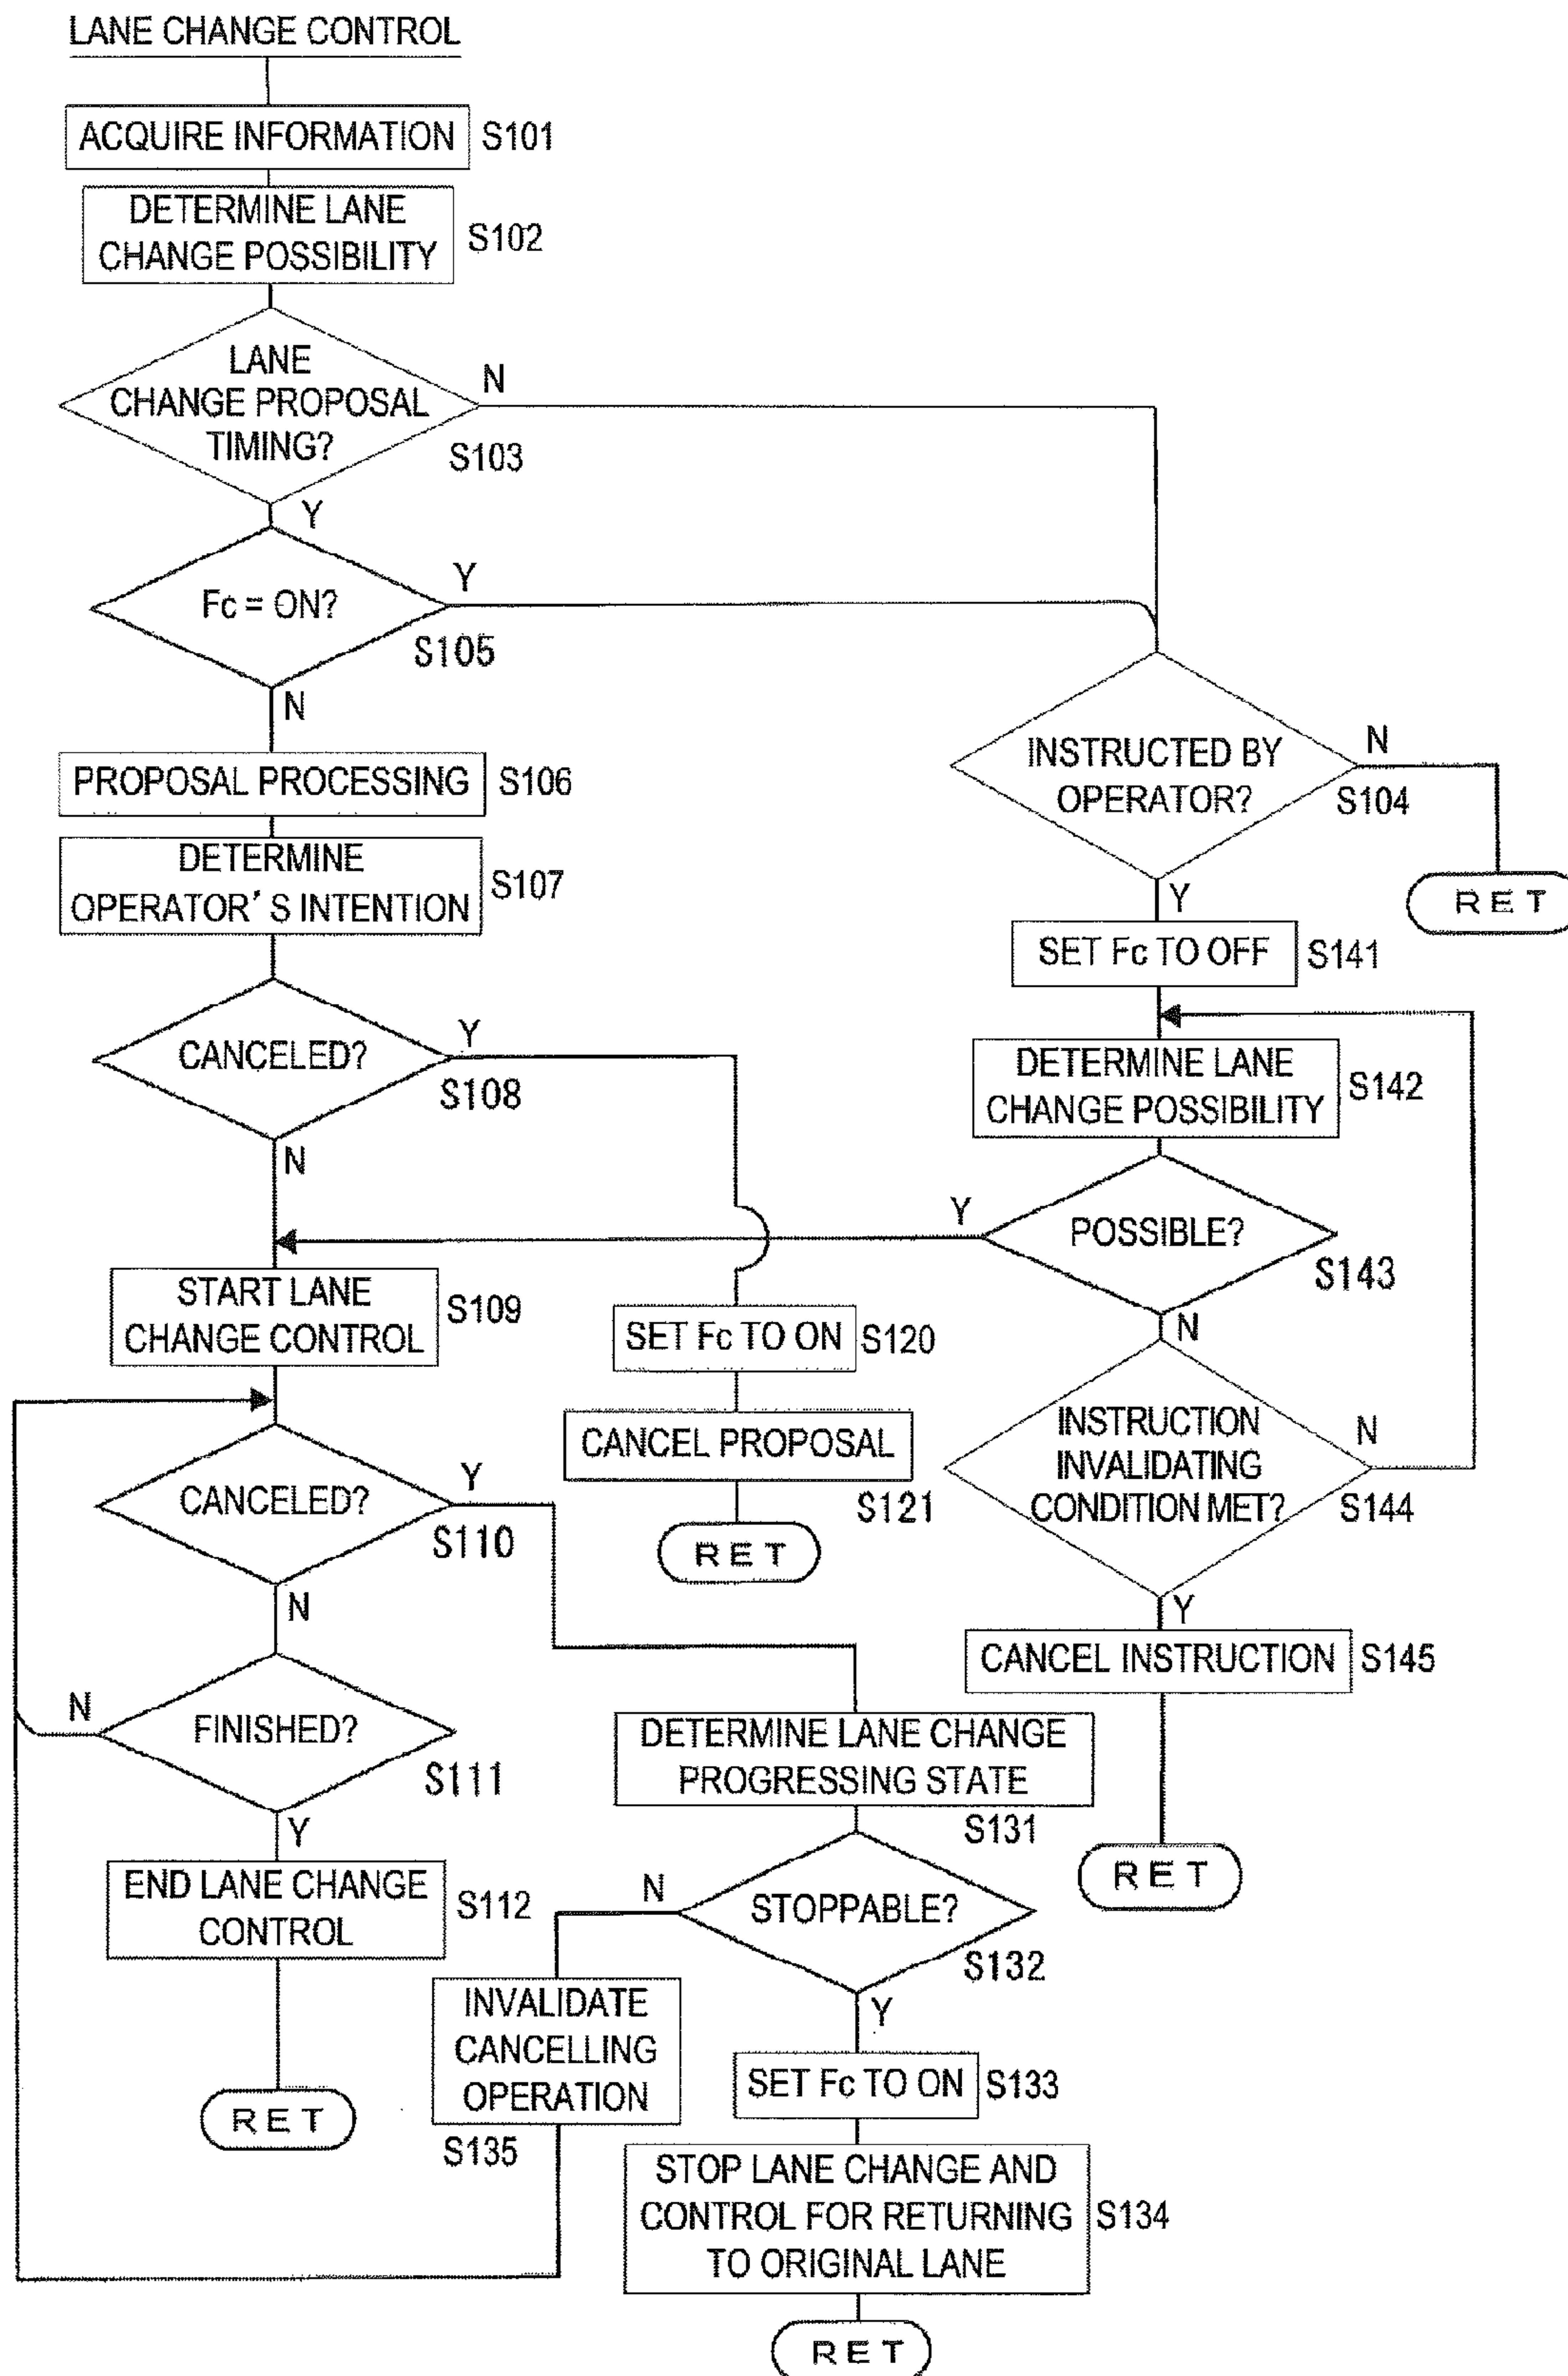 LANE CHANGE CONTROL
ACQUIRE INFORMATION
S101
DETERMINE LANE
CHANGE POSSIBILITY
S102
LANE
CHANGE PROPOSAL
TIMING?
N
S103
Y
Fc = ON?
Y
S105
N
INSTRUCTED BY
OPERATOR?
N
S104
RET
Y
PROPOSAL PROCESSING
S106
DETERMINE
OPERATOR'S INTENTION
S107
SET Fc TO OFF
S141
CANCELED?
Y
S108
N
DETERMINE LANE
CHANGE POSSIBILITY
S142
POSSIBLE?
Y
S143
N
START LANE
CHANGE CONTROL
S109
SET Fc TO ON
S120
CANCEL PROPOSAL
S121
RET
INSTRUCTION
INVALIDATING
CONDITION MET?
N
S144
Y
CANCELED?
Y
S110
N
CANCEL INSTRUCTION
S145
RET
FINISHED?
N
S111
Y
DETERMINE LANE CHANGE
PROGRESSING STATE
S131
END LANE CHANGE
CONTROL
S112
RET
STOPPABLE?
N
S132
Y
INVALIDATE
CANCELLING
OPERATION
S135
SET Fc TO ON
S133
STOP LANE CHANGE AND
CONTROL FOR RETURNING
TO ORIGINAL LANE
S134
RET